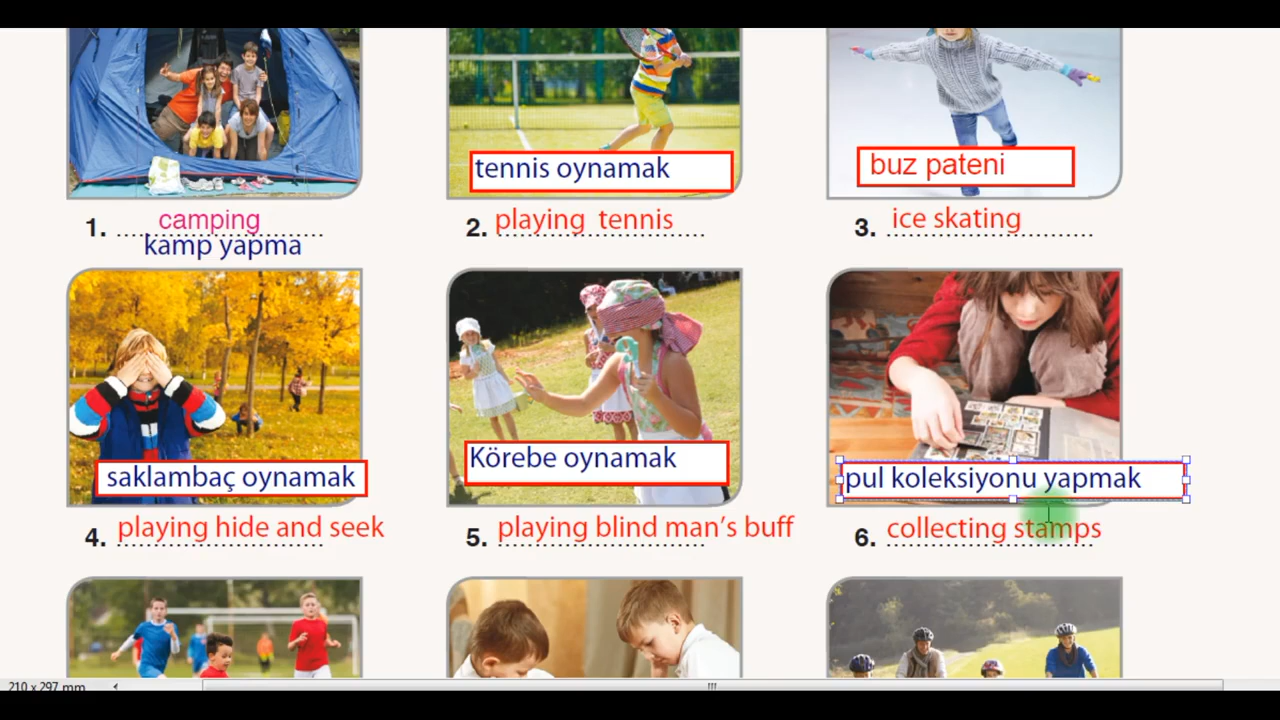 tennis oynamak
buz pateni
1. camping
kamp yapma
2. playing tennis
3. ice skating
saklambaç oynamak
Körebe oynamak
pul koleksiyonu yapmak
4. playing hide and seek
5. playing blind man's buff
6. collecting stamps
210 x 297 mm